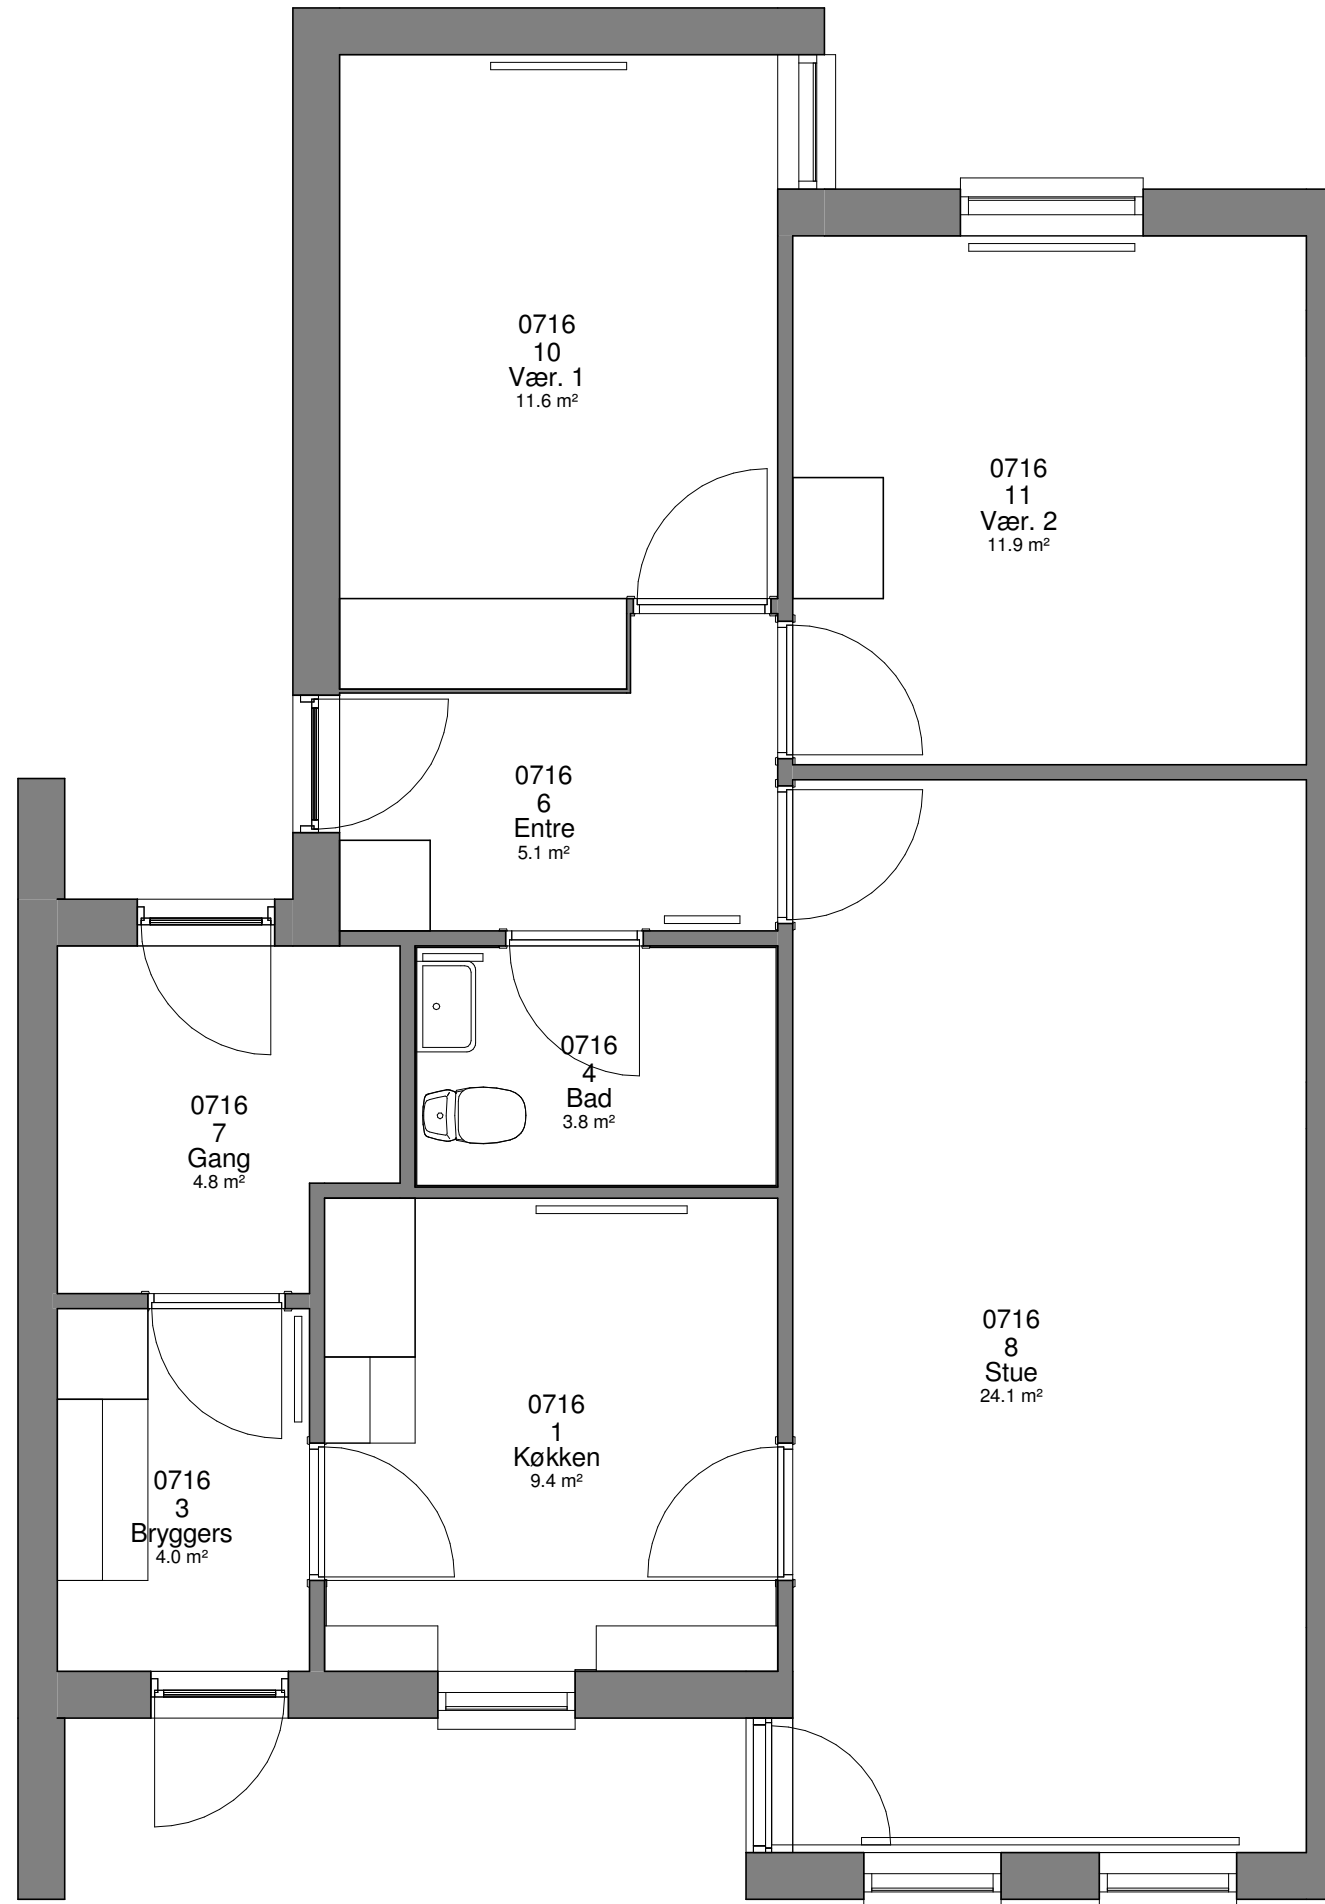 0716
10
Vær. 1
11.6 m²
0716
11
Vær. 2
11.9 m²
0716
6
Entre
5.1 m²
0716
4
Bad
3.8 m²
0716
7
Gang
4.8 m²
0716
8
Stue
24.1 m²
0716
1
Køkken
9.4 m²
0716
3
Bryggers
4.0 m²